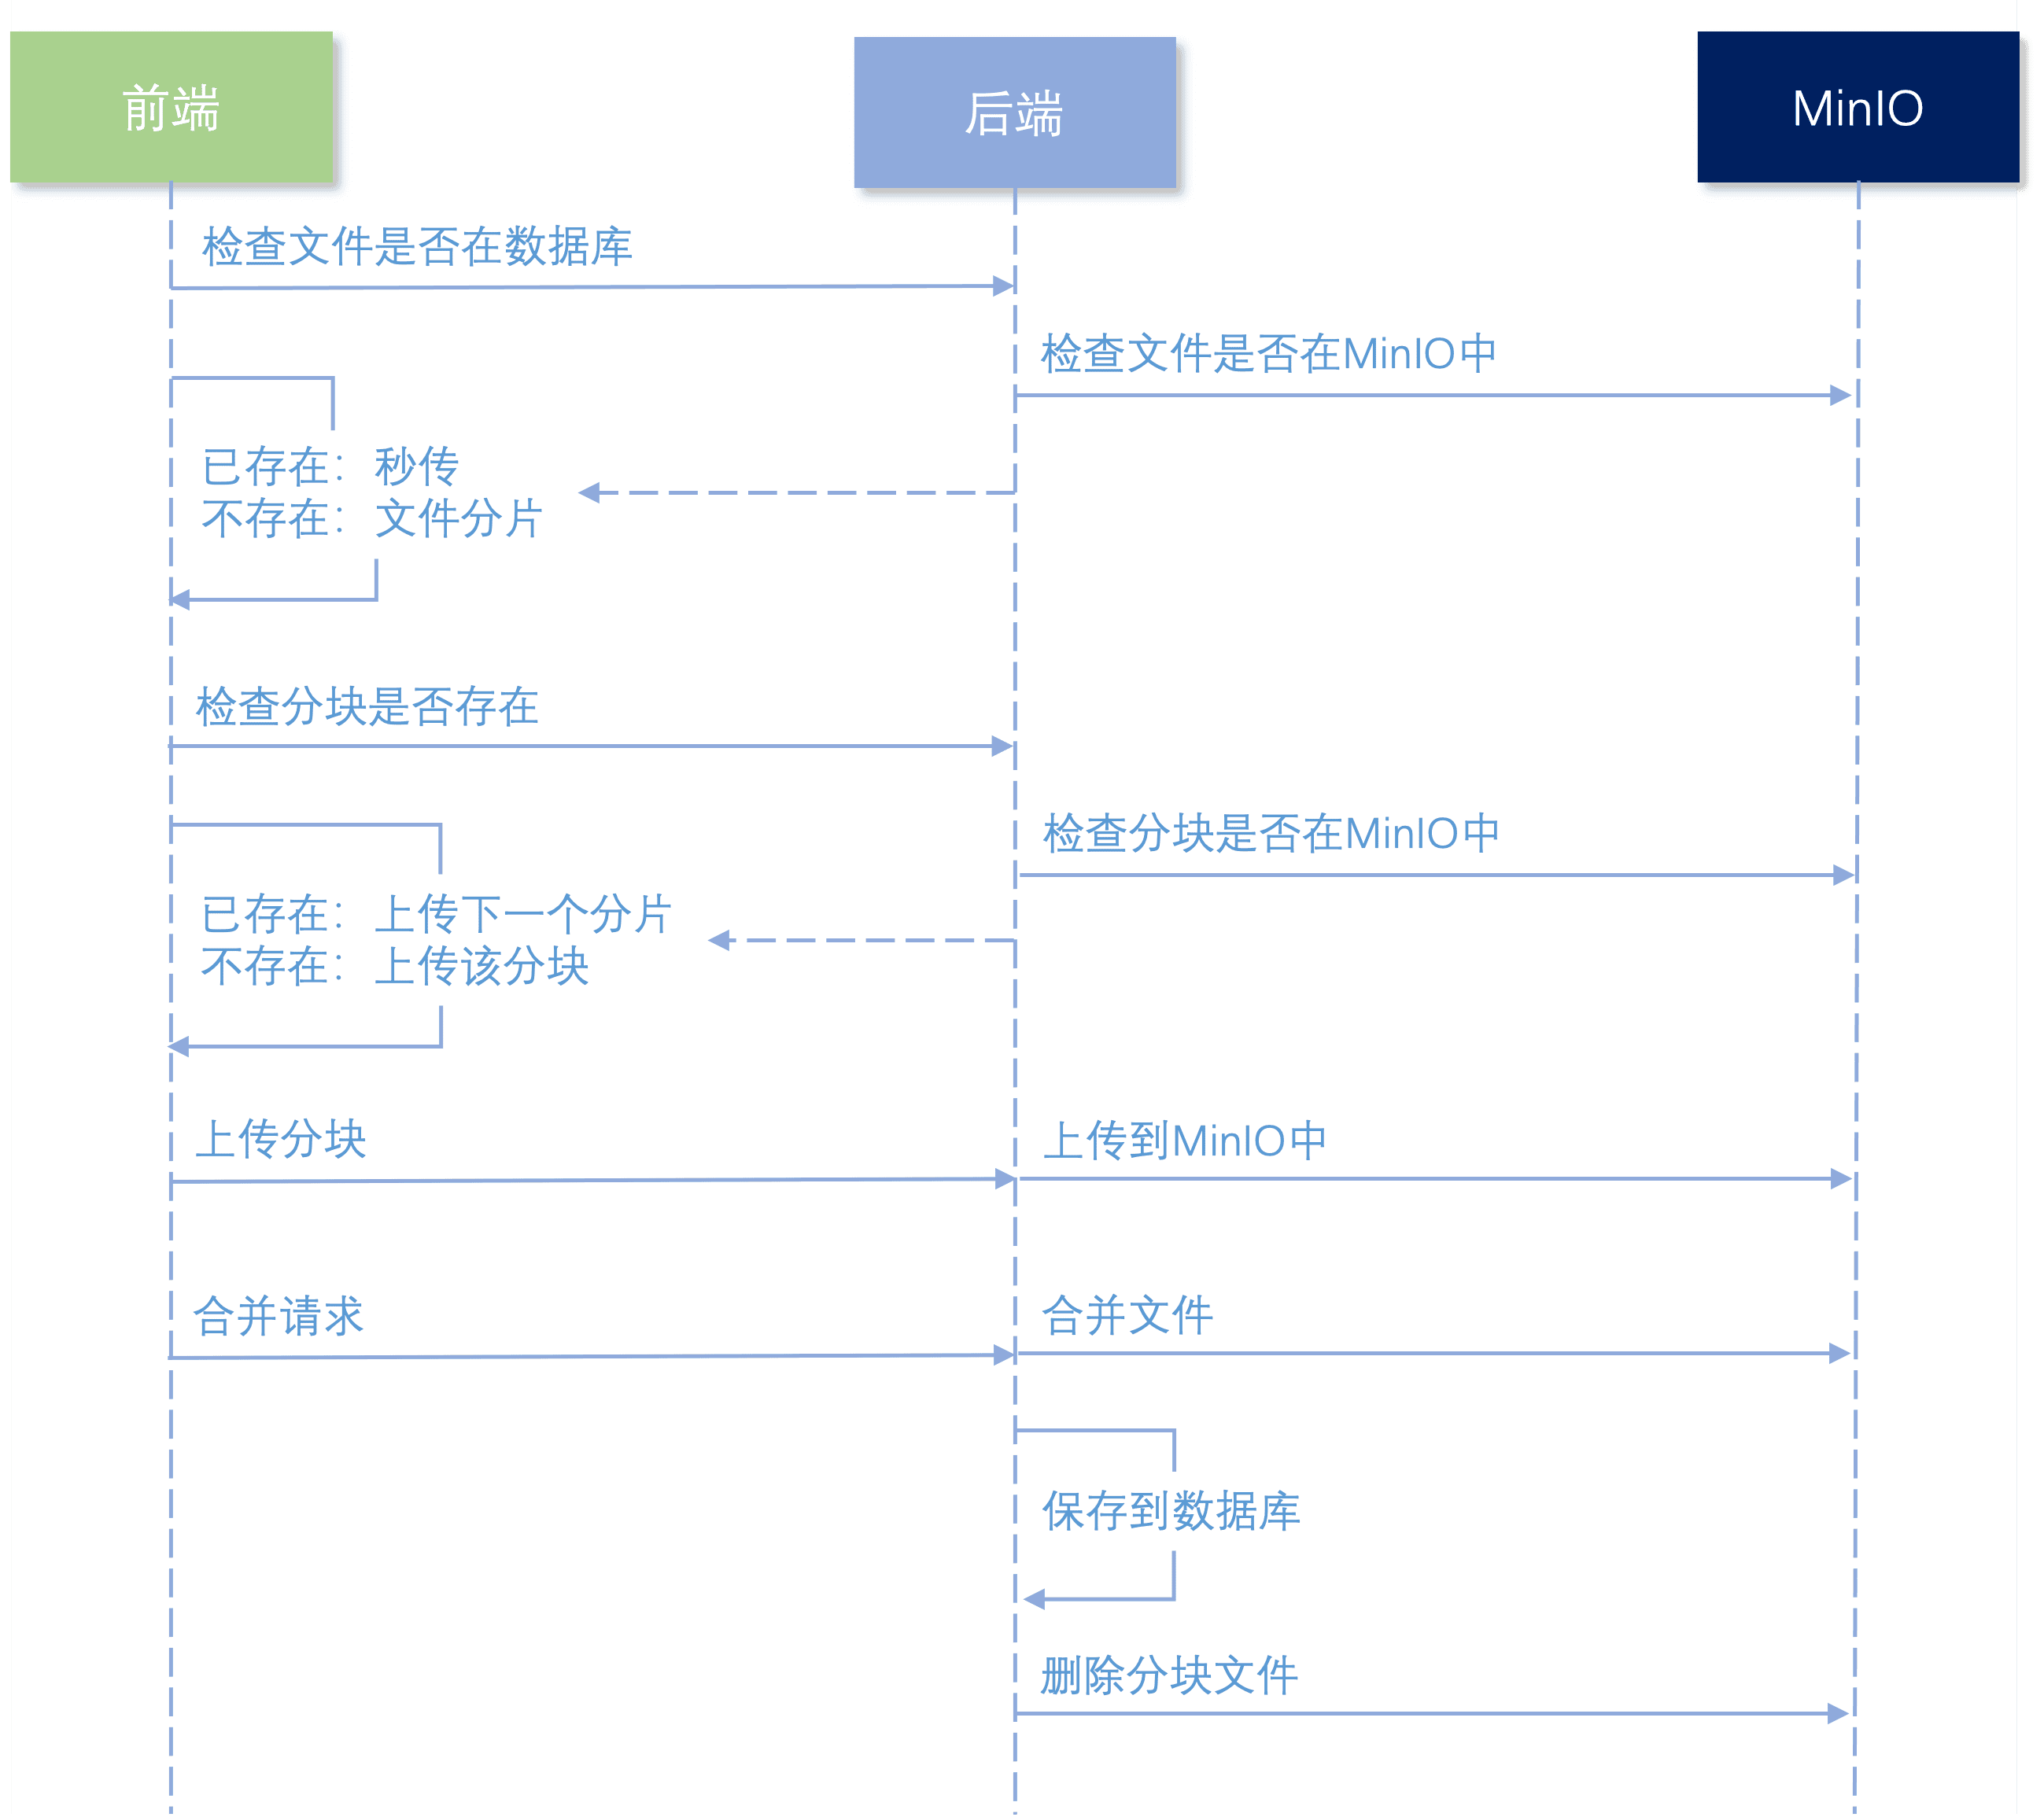 前端
后端
MinIO
检查文件是否在数据库
检查文件是否在MinIO中
已存在： 秒传
不存在： 文件分片
检查分块是否存在
检查分块是否在MinIO中
已存在： 上传下一个分片
不存在： 上传该分块
上传分块
上传到MinIO中
合并请求
合并文件
保存到数据库
删除分块文件